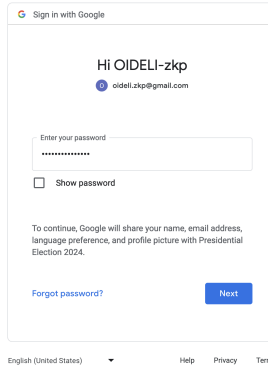 Sign in with Google
Hi OIDELI-zkp
oideli.zkp@gmail.com
Enter your password
•••••••••••••••
Show password
To continue, Google will share your name, email address,
language preference, and profile picture with Presidential
Election 2024.
Forgot password?
Next
English (United States)
Help
Privacy